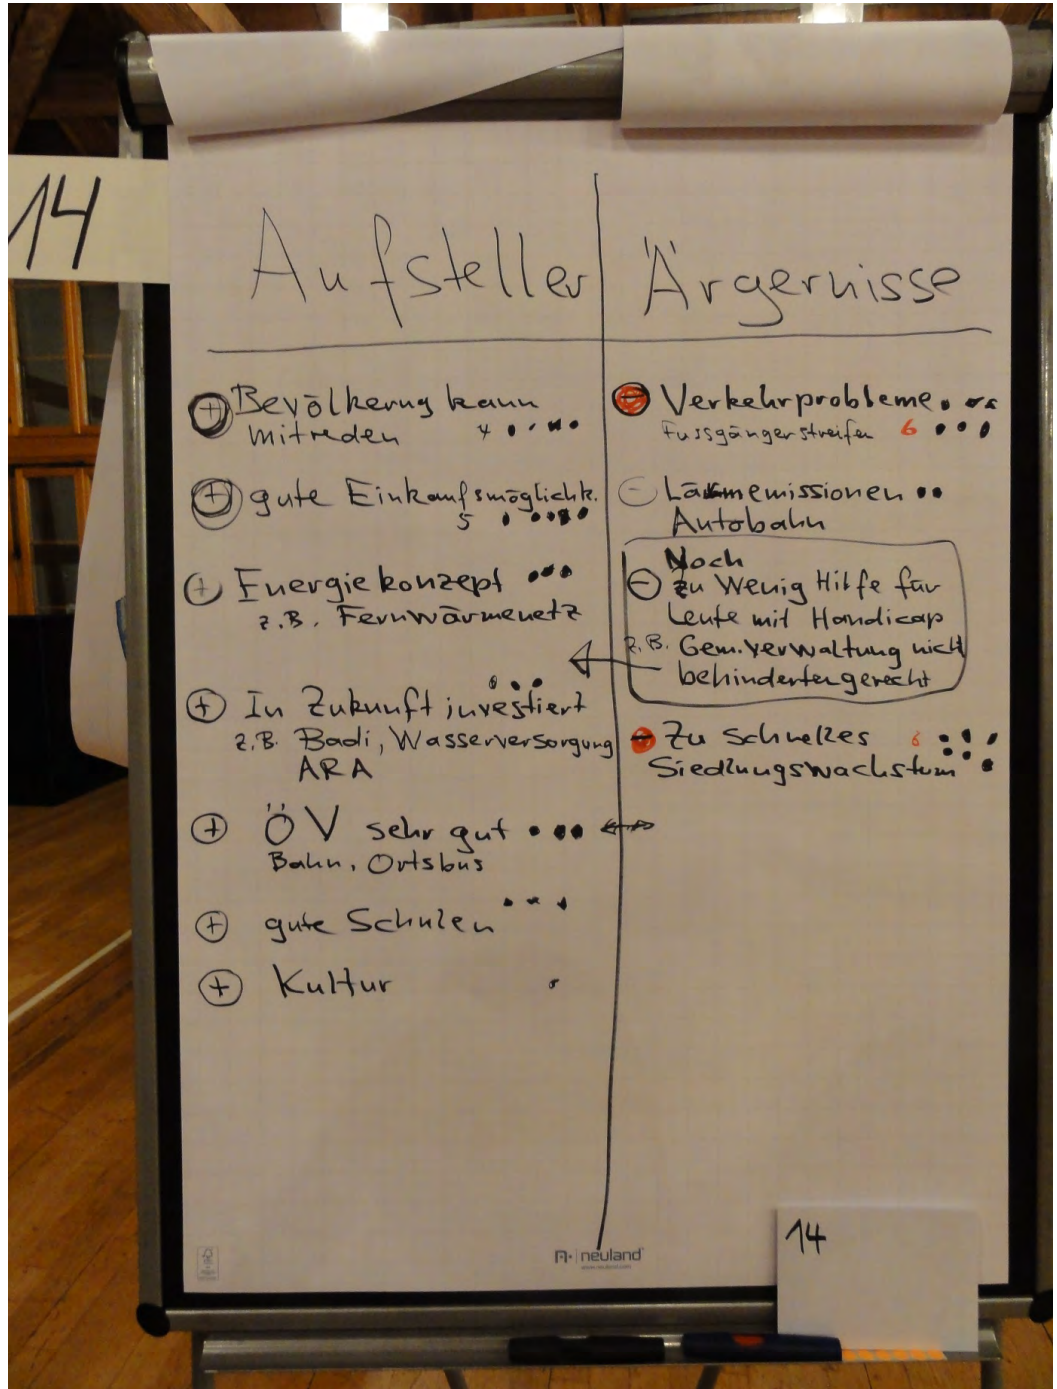 14
Aufsteller
Ärgernisse
+ Bevölkerng kann
mitreden 4
+ gute Einkaufsmöglichk.
5
+ Energiekonzept
z.B. Fernwärmenetz
+ In Zukunft investiert
z.B. Badi, Wasserversorgung
ARA
+ ÖV sehr gut
Bahn, Ortsbus
+ gute Schulen
+ Kultur
- Verkehrprobleme
Fussgängerstreifen 6
- Lärmemissionen
Autobahn
Noch
- zu Wenig Hilfe für
Leute mit Handicap
z.B. Gem.verwaltung nicht
behindertengerecht
- Zu schnelles 6
Siedlungswachstum
neuland
14